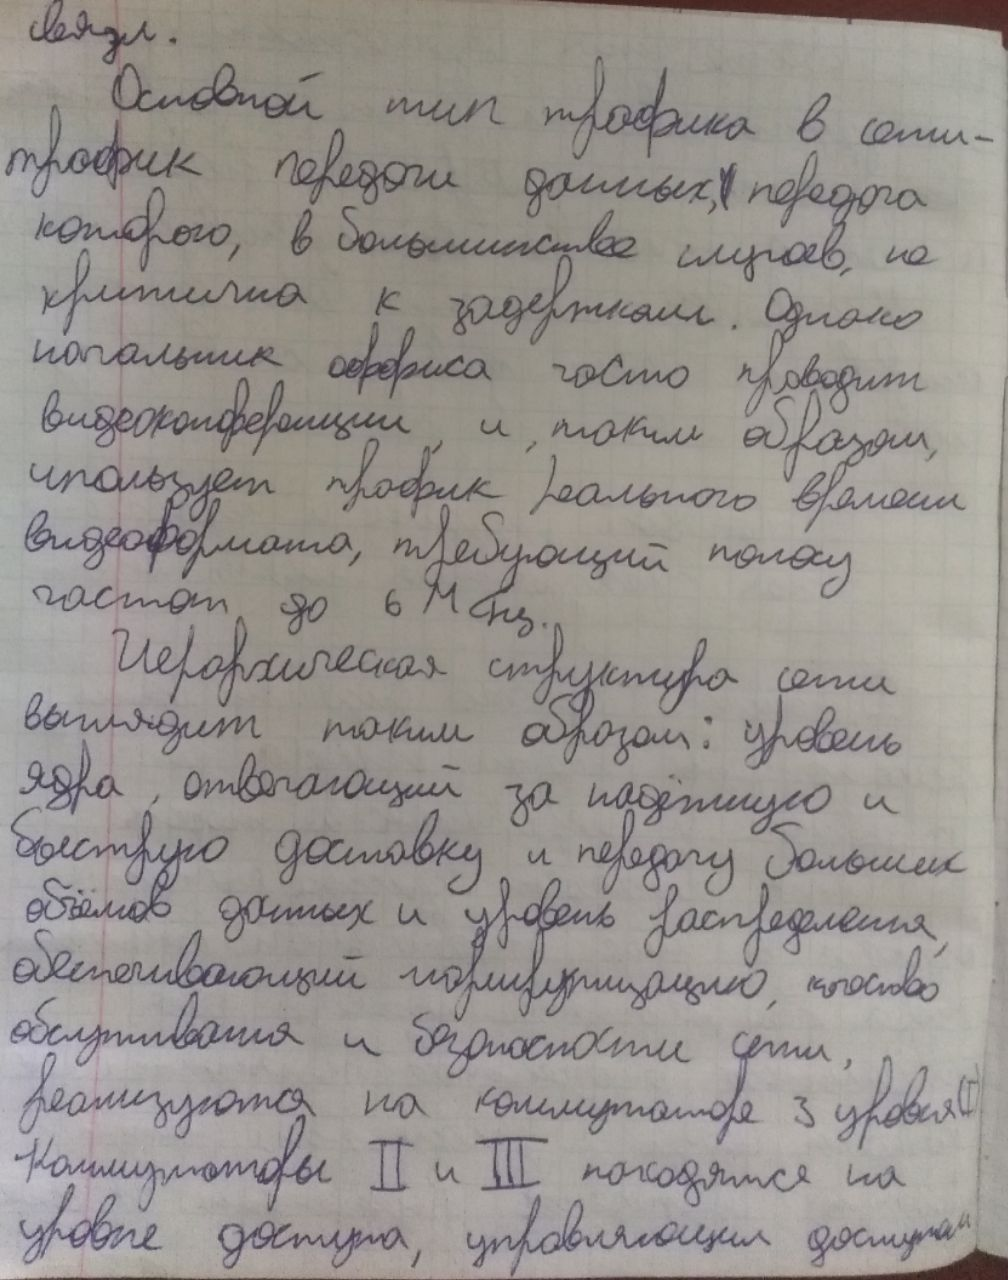 связи.
Основной тип трафика в сети -
трафик передачи данных, передача
которого, в большинстве случаев, не
критична к задержкам. Однако
начальник оффиса часто проводит
видеоконференции, и, таким образом,
использует трафик реального времени
видеоформата, требующий полосу
частот до 6 МГц.
Иерархическая структура сети
выглядит таким образом: уровень
ядра, отвечающий за надёжную и
быструю доставку и передачу больших
объёмов данных и уровень распределения,
обеспечивающий маршрутизацию, качество
обслуживания и безопасности сети,
реализуются на коммутаторе 3 уровня (I)
Коммутаторы II и III находятся на
уровне доступа, управляющим доступом